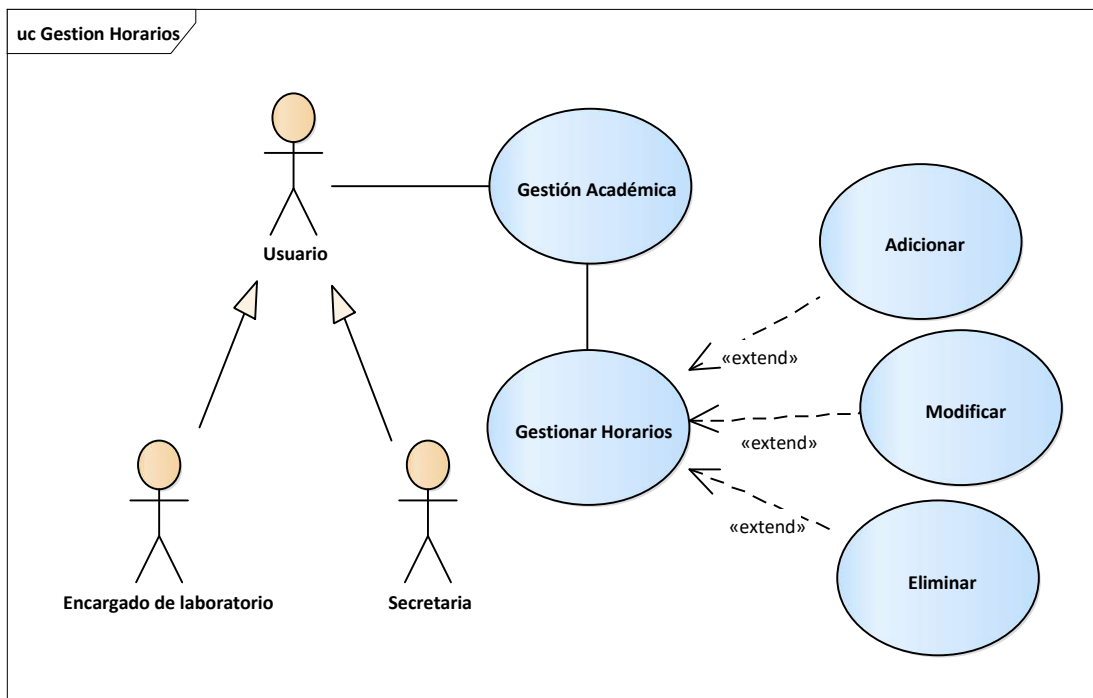 uc Gestion Horarios
Usuario
Gestión Académica
Adicionar
«extend»
Gestionar Horarios
Modificar
«extend»
«extend»
Eliminar
Encargado de laboratorio
Secretaria